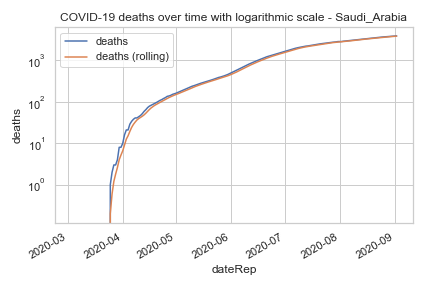 COVID-19 deaths over time with logarithmic scale - Saudi_Arabia
deaths
deaths (rolling)
10³
10²
10¹
10⁰
deaths
2020-03
2020-04
2020-05
2020-06
2020-07
2020-08
2020-09
dateRep